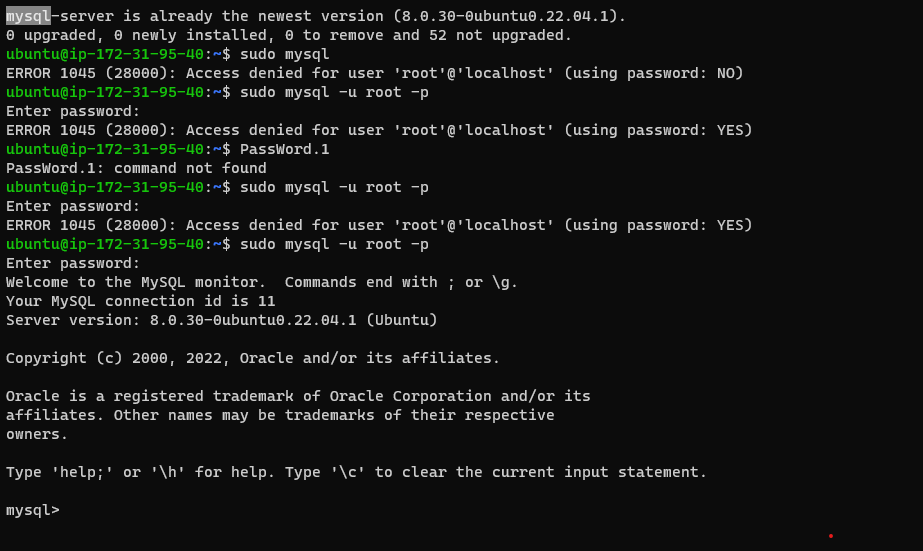 mysql-server is already the newest version (8.0.30-0ubuntu0.22.04.1).
0 upgraded, 0 newly installed, 0 to remove and 52 not upgraded.
ubuntu@ip-172-31-95-40:~$ sudo mysql
ERROR 1045 (28000): Access denied for user 'root'@'localhost' (using password: NO)
ubuntu@ip-172-31-95-40:~$ sudo mysql -u root -p
Enter password:
ERROR 1045 (28000): Access denied for user 'root'@'localhost' (using password: YES)
ubuntu@ip-172-31-95-40:~$ PassWord.1
PassWord.1: command not found
ubuntu@ip-172-31-95-40:~$ sudo mysql -u root -p
Enter password:
ERROR 1045 (28000): Access denied for user 'root'@'localhost' (using password: YES)
ubuntu@ip-172-31-95-40:~$ sudo mysql -u root -p
Enter password:
Welcome to the MySQL monitor.  Commands end with ; or \g.
Your MySQL connection id is 11
Server version: 8.0.30-0ubuntu0.22.04.1 (Ubuntu)
Copyright (c) 2000, 2022, Oracle and/or its affiliates.
Oracle is a registered trademark of Oracle Corporation and/or its
affiliates. Other names may be trademarks of their respective
owners.
Type 'help;' or '\h' for help. Type '\c' to clear the current input statement.
mysql>